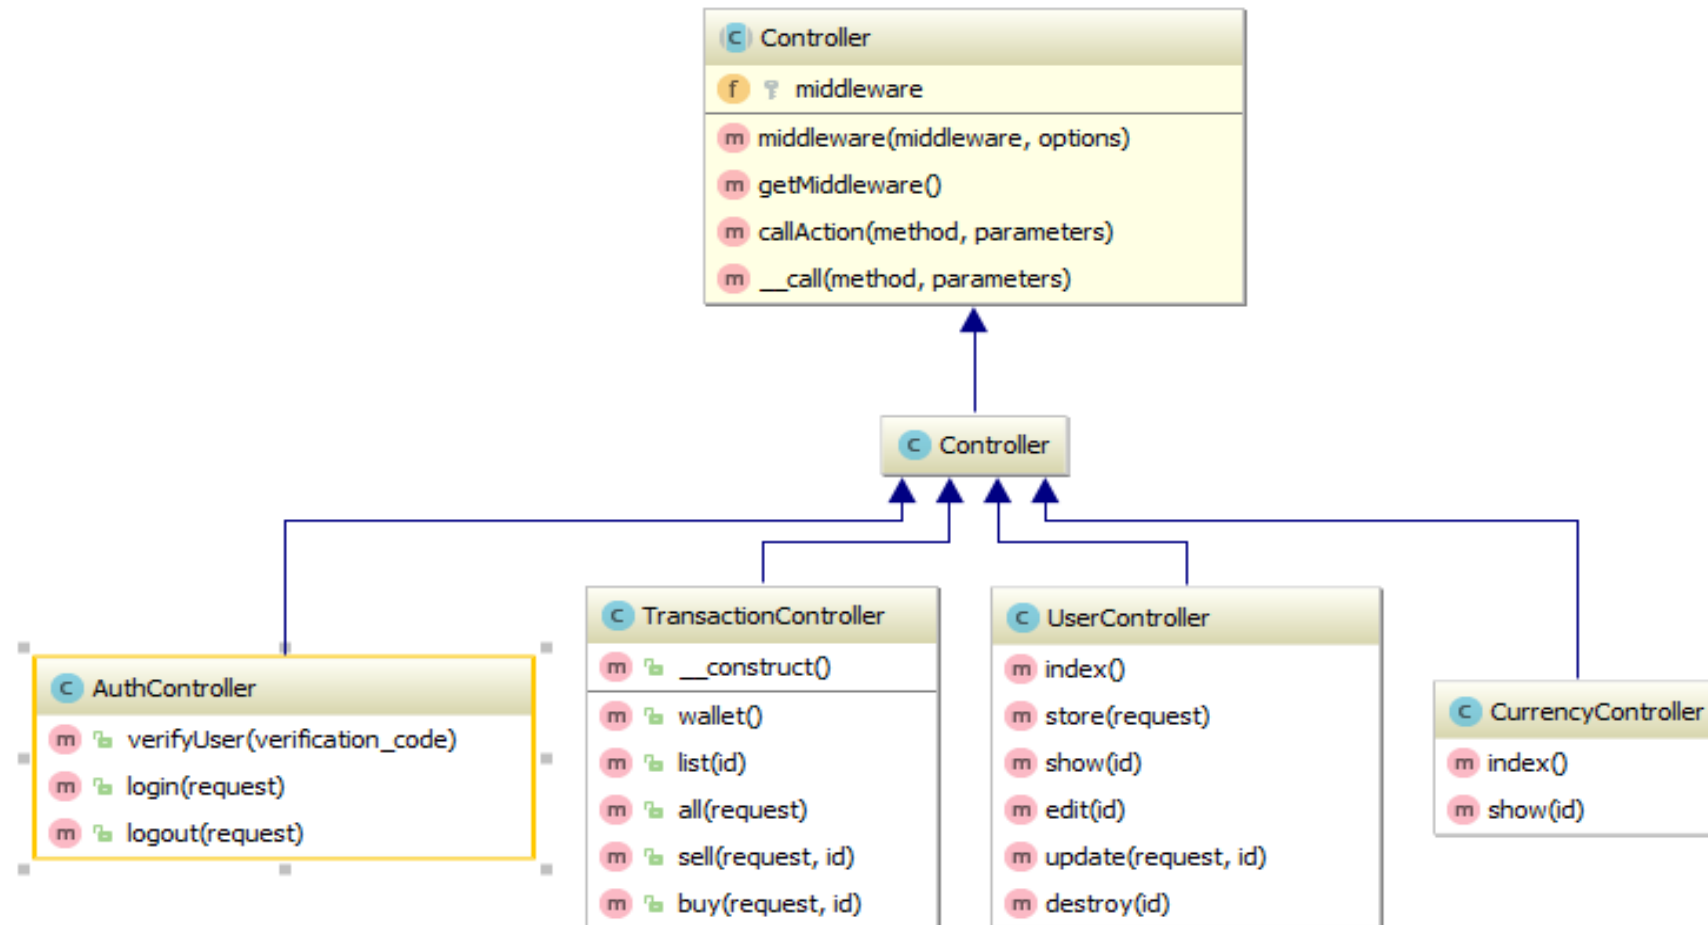 C Controller
f middleware
m middleware(middleware, options)
m getMiddleware()
m callAction(method, parameters)
m __call(method, parameters)
C Controller
C AuthController
m verifyUser(verification_code)
m login(request)
m logout(request)
C TransactionController
m __construct()
m wallet()
m list(id)
m all(request)
m sell(request, id)
m buy(request, id)
C UserController
m index()
m store(request)
m show(id)
m edit(id)
m update(request, id)
m destroy(id)
C CurrencyController
m index()
m show(id)